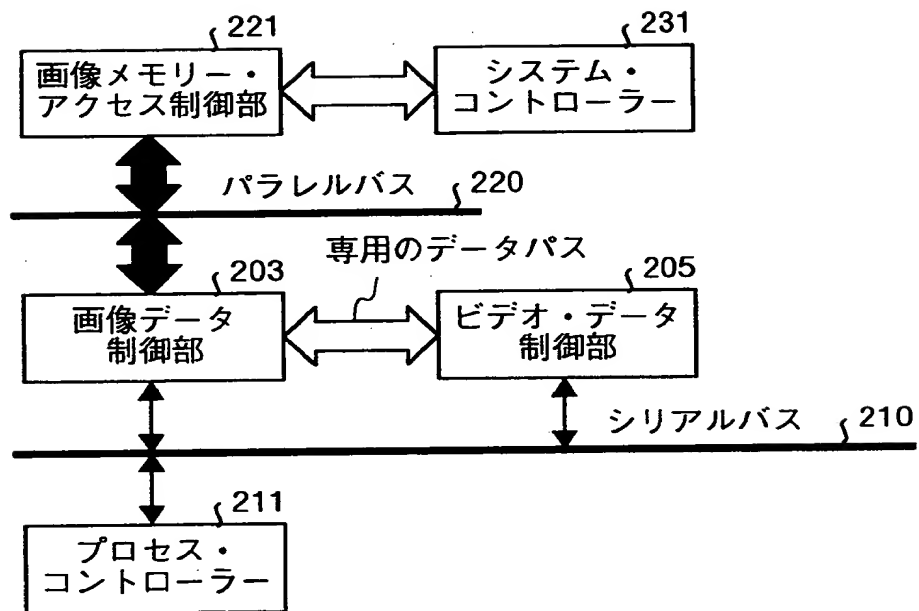 221
画像メモリー・
アクセス制御部
231
システム・
コントローラー
パラレルバス
220
専用のデータパス
203
画像データ
制御部
205
ビデオ・データ
制御部
シリアルバス
210
211
プロセス・
コントローラー